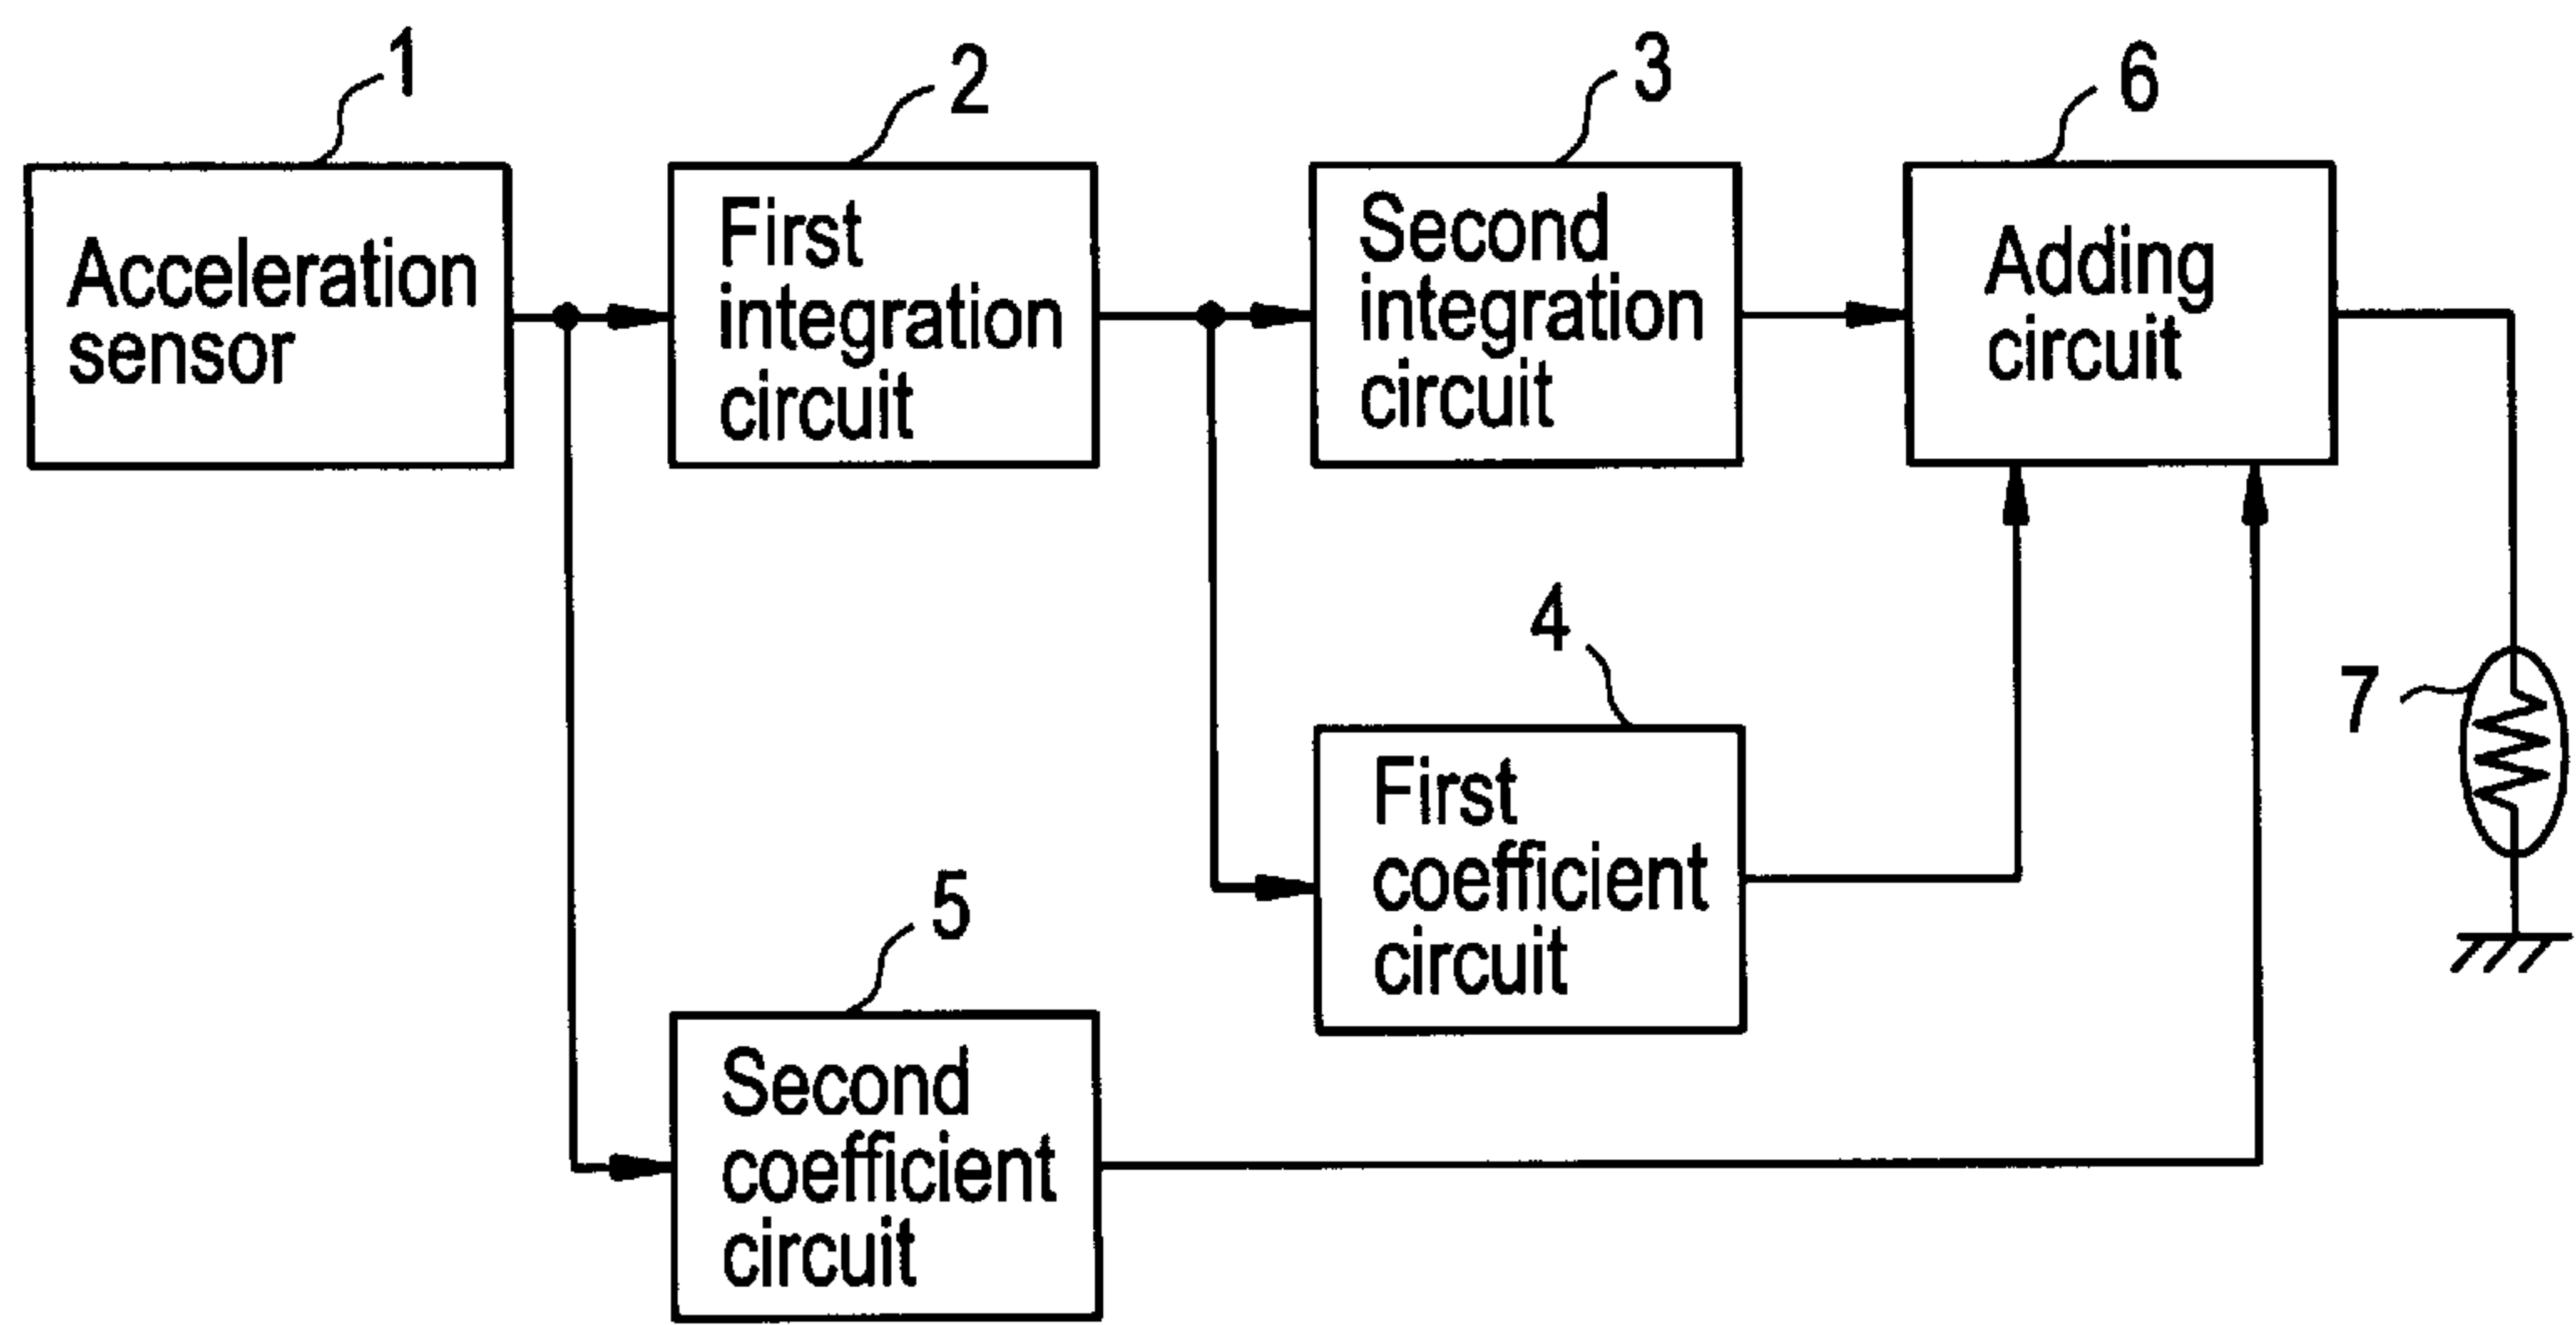 1
2
3
6
Acceleration
sensor
First
integration
circuit
Second
integration
circuit
Adding
circuit
4
7
First
coefficient
circuit
5
Second
coefficient
circuit